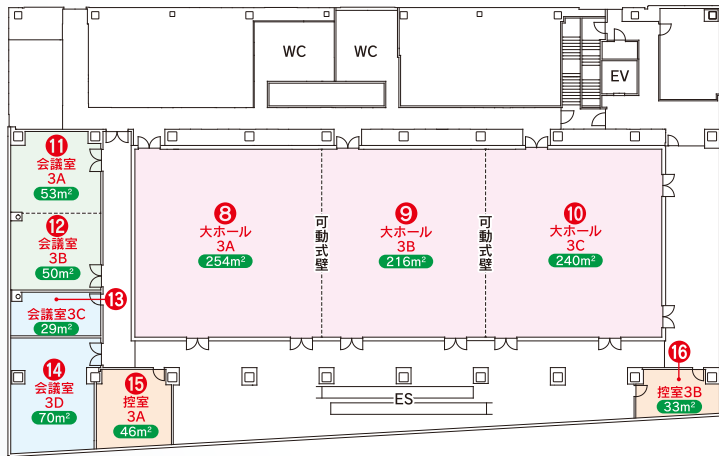 WC
WC
EV
11
会議室
3A
53m²
12
会議室
3B
50m²
13
会議室3C
29m²
14
会議室
3D
70m²
15
控室
3A
46m²
8
大ホール
3A
254m²
可動式壁
9
大ホール
3B
216m²
可動式壁
10
大ホール
3C
240m²
16
控室3B
33m²
ES